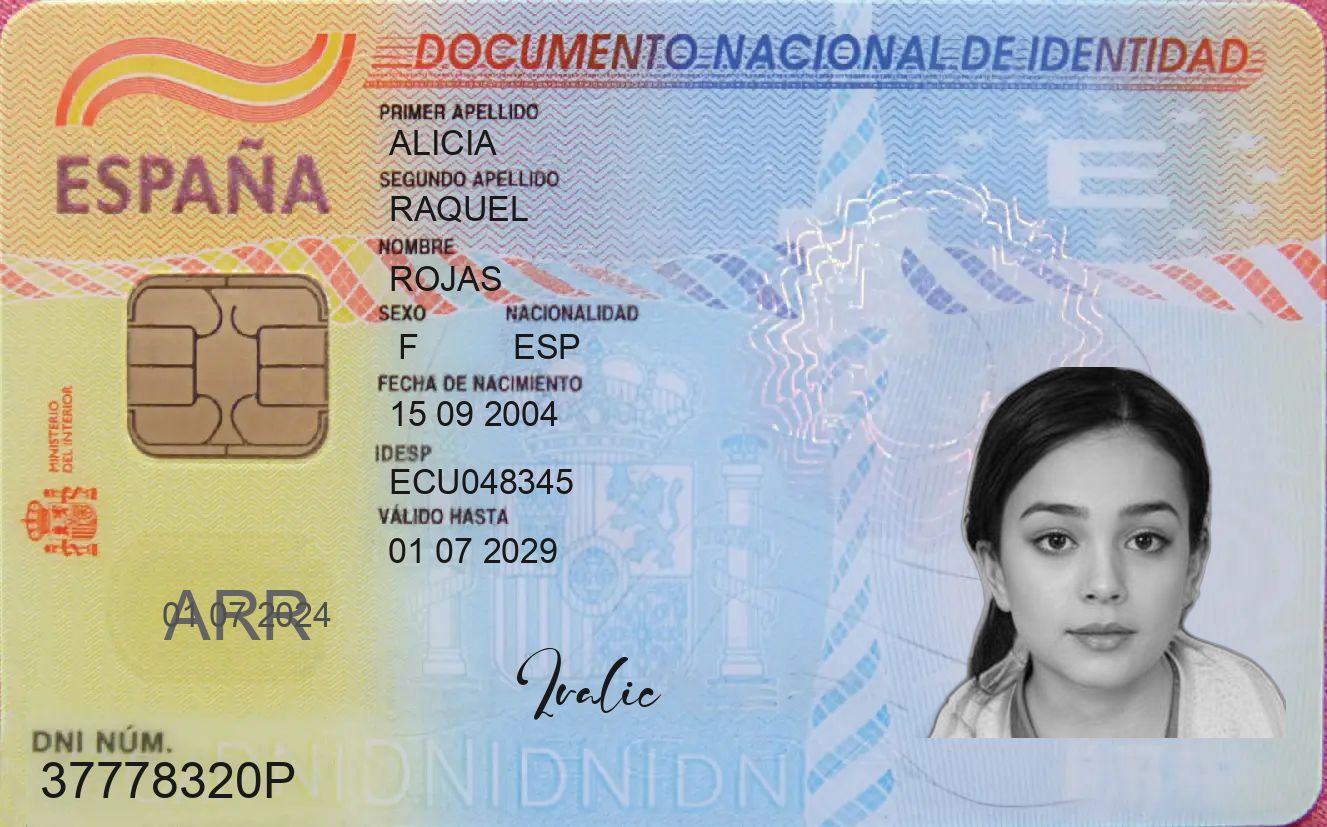 DOCUMENTO NACIONAL DE IDENTIDAD
ESPAÑA
PRIMER APELLIDO
ALICIA
SEGUNDO APELLIDO
RAQUEL
NOMBRE
ROJAS
SEXO NACIONALIDAD
F ESP
FECHA DE NACIMIENTO
15 09 2004
IDESP
ECU048345
VÁLIDO HASTA
01 07 2029
MINISTERIO
DEL INTERIOR
E
ARR
01 07 2024
DNI NÚM.
37778320P
DNIDNIDNIDNI